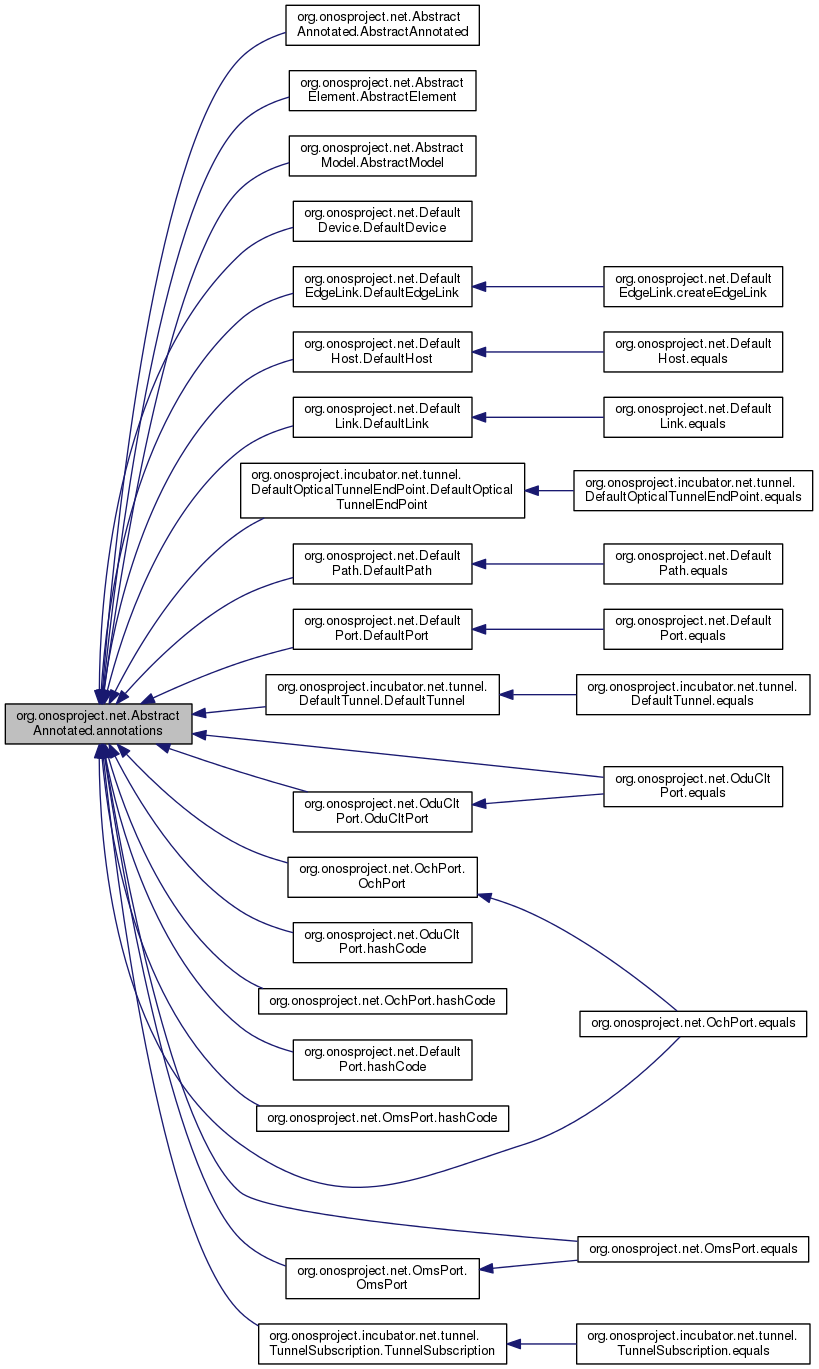 org.onosproject.net.Abstract
Annotated.AbstractAnnotated
org.onosproject.net.Abstract
Element.AbstractElement
org.onosproject.net.Abstract
Model.AbstractModel
org.onosproject.net.Default
Device.DefaultDevice
org.onosproject.net.Default
EdgeLink.DefaultEdgeLink
org.onosproject.net.Default
EdgeLink.createEdgeLink
org.onosproject.net.Default
Host.DefaultHost
org.onosproject.net.Default
Host.equals
org.onosproject.net.Default
Link.DefaultLink
org.onosproject.net.Default
Link.equals
org.onosproject.incubator.net.tunnel.
DefaultOpticalTunnelEndPoint.DefaultOptical
TunnelEndPoint
org.onosproject.incubator.net.tunnel.
DefaultOpticalTunnelEndPoint.equals
org.onosproject.net.Default
Path.DefaultPath
org.onosproject.net.Default
Path.equals
org.onosproject.net.Default
Port.DefaultPort
org.onosproject.net.Default
Port.equals
org.onosproject.incubator.net.tunnel.
DefaultTunnel.DefaultTunnel
org.onosproject.incubator.net.tunnel.
DefaultTunnel.equals
org.onosproject.net.Abstract
Annotated.annotations
org.onosproject.net.OduClt
Port.equals
org.onosproject.net.OduClt
Port.OduCltPort
org.onosproject.net.OchPort.
OchPort
org.onosproject.net.OduClt
Port.hashCode
org.onosproject.net.OchPort.hashCode
org.onosproject.net.OchPort.equals
org.onosproject.net.Default
Port.hashCode
org.onosproject.net.OmsPort.hashCode
org.onosproject.net.OmsPort.equals
org.onosproject.net.OmsPort.
OmsPort
org.onosproject.incubator.net.tunnel.
TunnelSubscription.TunnelSubscription
org.onosproject.incubator.net.tunnel.
TunnelSubscription.equals